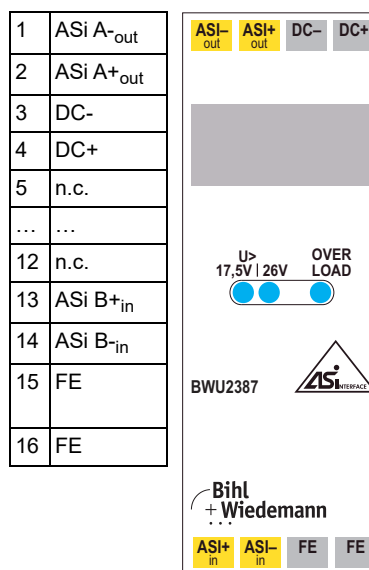 1 ASi A-out
2 ASi A+out
3 DC-
4 DC+
5 n.c.
... ...
12 n.c.
13 ASi B+in
14 ASi B-in
15 FE
16 FE
ASI– ASI+ DC– DC+
out out
U> OVER
17,5V | 26V LOAD
BWU2387 ASi INTERFACE
Bihl
+ Wiedemann
ASI+ ASI– FE FE
in in